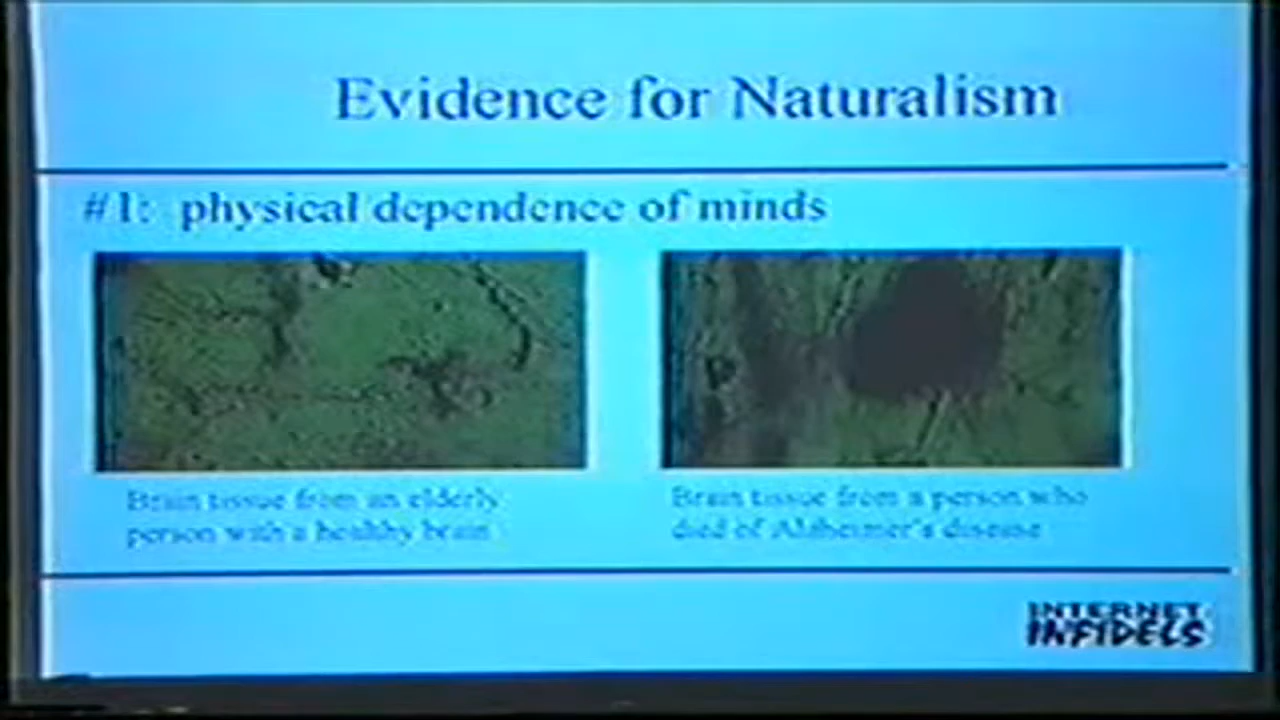 Evidence for Naturalism
#1: physical dependence of minds
Brain tissue from an elderly
person with a healthy brain
Brain tissue from a person who
died of Alzheimer's disease
INTERNET
INFIDELS